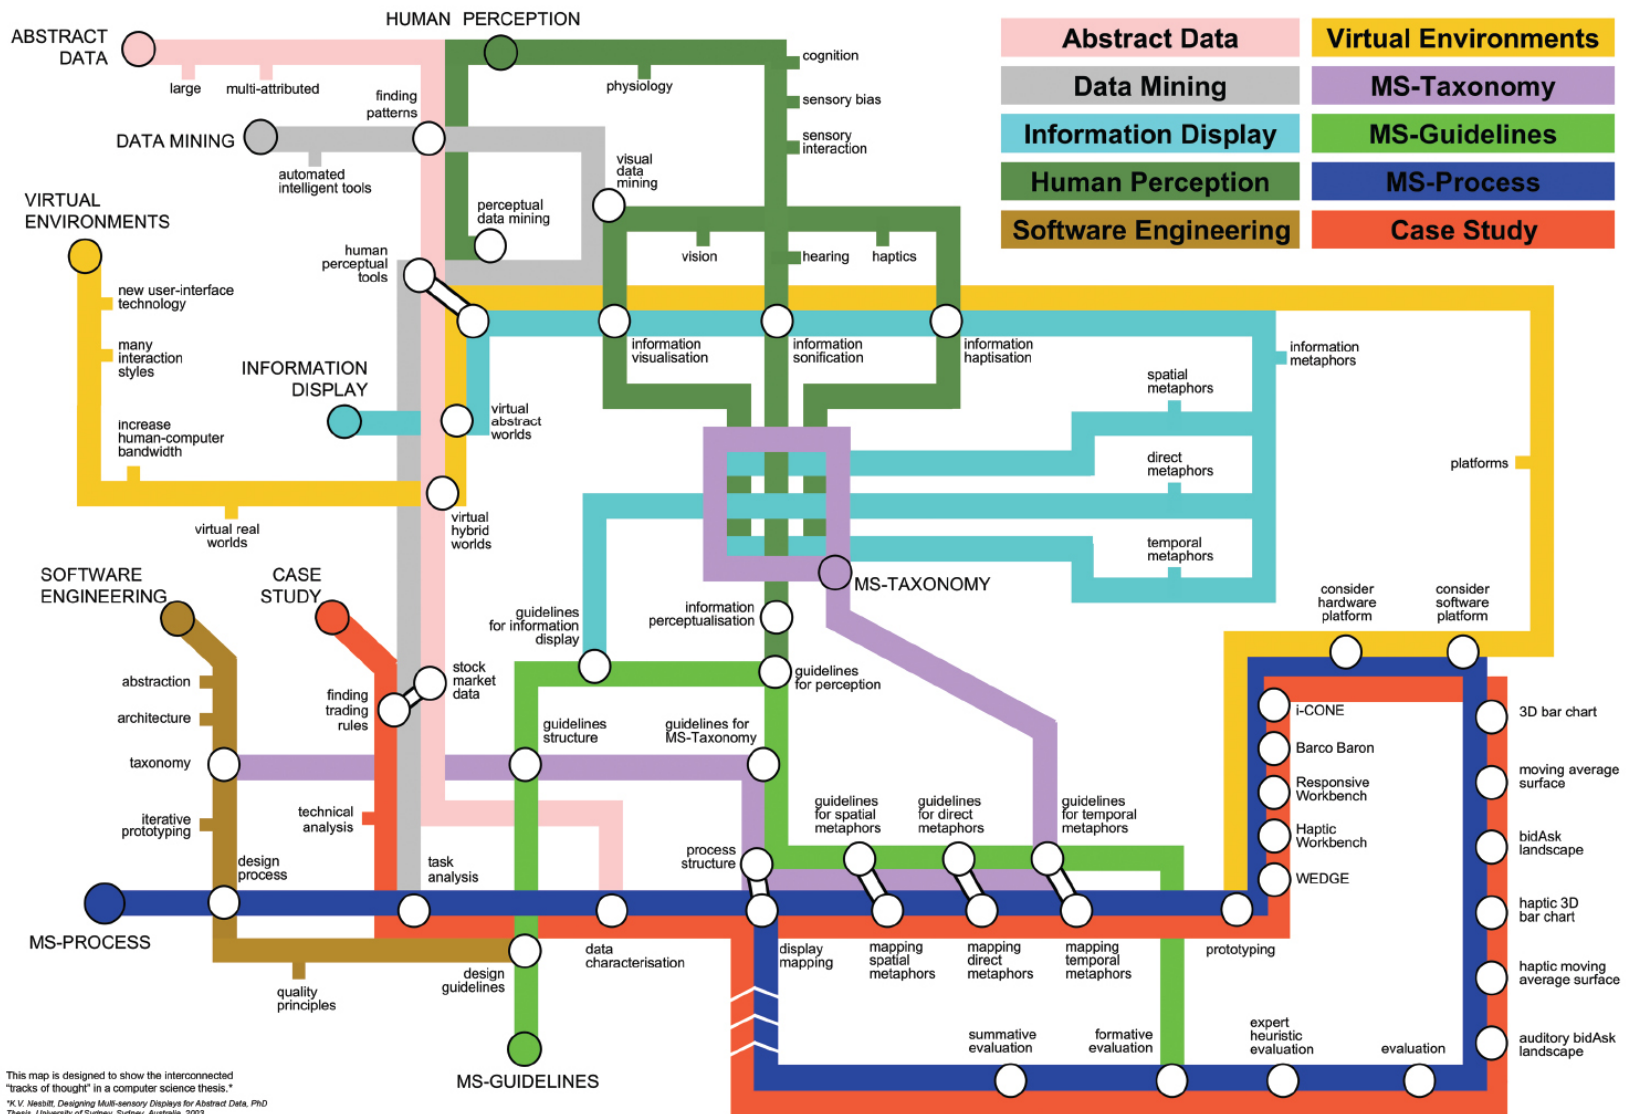 HUMAN PERCEPTION
ABSTRACT
DATA
large
multi-attributed
finding
patterns
physiology
cognition
sensory bias
sensory
interaction
Abstract Data
Virtual Environments
Data Mining
MS-Taxonomy
Information Display
MS-Guidelines
Human Perception
MS-Process
Software Engineering
Case Study
DATA MINING
automated
intelligent tools
visual
data
mining
VIRTUAL
ENVIRONMENTS
perceptual
data mining
human
perceptual
tools
vision
hearing
haptics
new user-interface
technology
many
interaction
styles
increase
human-computer
bandwidth
virtual real
worlds
INFORMATION
DISPLAY
information
visualisation
information
sonification
information
haptisation
information
metaphors
virtual
abstract
worlds
virtual
hybrid
worlds
spatial
metaphors
direct
metaphors
temporal
metaphors
platforms
SOFTWARE
ENGINEERING
CASE
STUDY
MS-TAXONOMY
guidelines
for information
display
information
perceptualisation
guidelines
for perception
consider
hardware
platform
consider
software
platform
abstraction
architecture
taxonomy
iterative
prototyping
finding
trading
rules
stock
market
data
technical
analysis
guidelines
structure
guidelines for
MS-Taxonomy
guidelines
for spatial
metaphors
guidelines
for direct
metaphors
guidelines
for temporal
metaphors
i-CONE
Barco Baron
Responsive
Workbench
Haptic
Workbench
WEDGE
3D bar chart
moving average
surface
bidAsk
landscape
haptic 3D
bar chart
haptic moving
average surface
auditory bidAsk
landscape
design
process
task
analysis
process
structure
MS-PROCESS
quality
principles
design
guidelines
data
characterisation
display
mapping
mapping
spatial
metaphors
mapping
direct
metaphors
mapping
temporal
metaphors
prototyping
summative
evaluation
formative
evaluation
expert
heuristic
evaluation
evaluation
MS-GUIDELINES
This map is designed to show the interconnected
"tracks of thought" in a computer science thesis.*
*K.V. Nesbitt, Designing Multi-sensory Displays for Abstract Data, PhD
Thesis, University of Sydney, Sydney, Australia, 2003